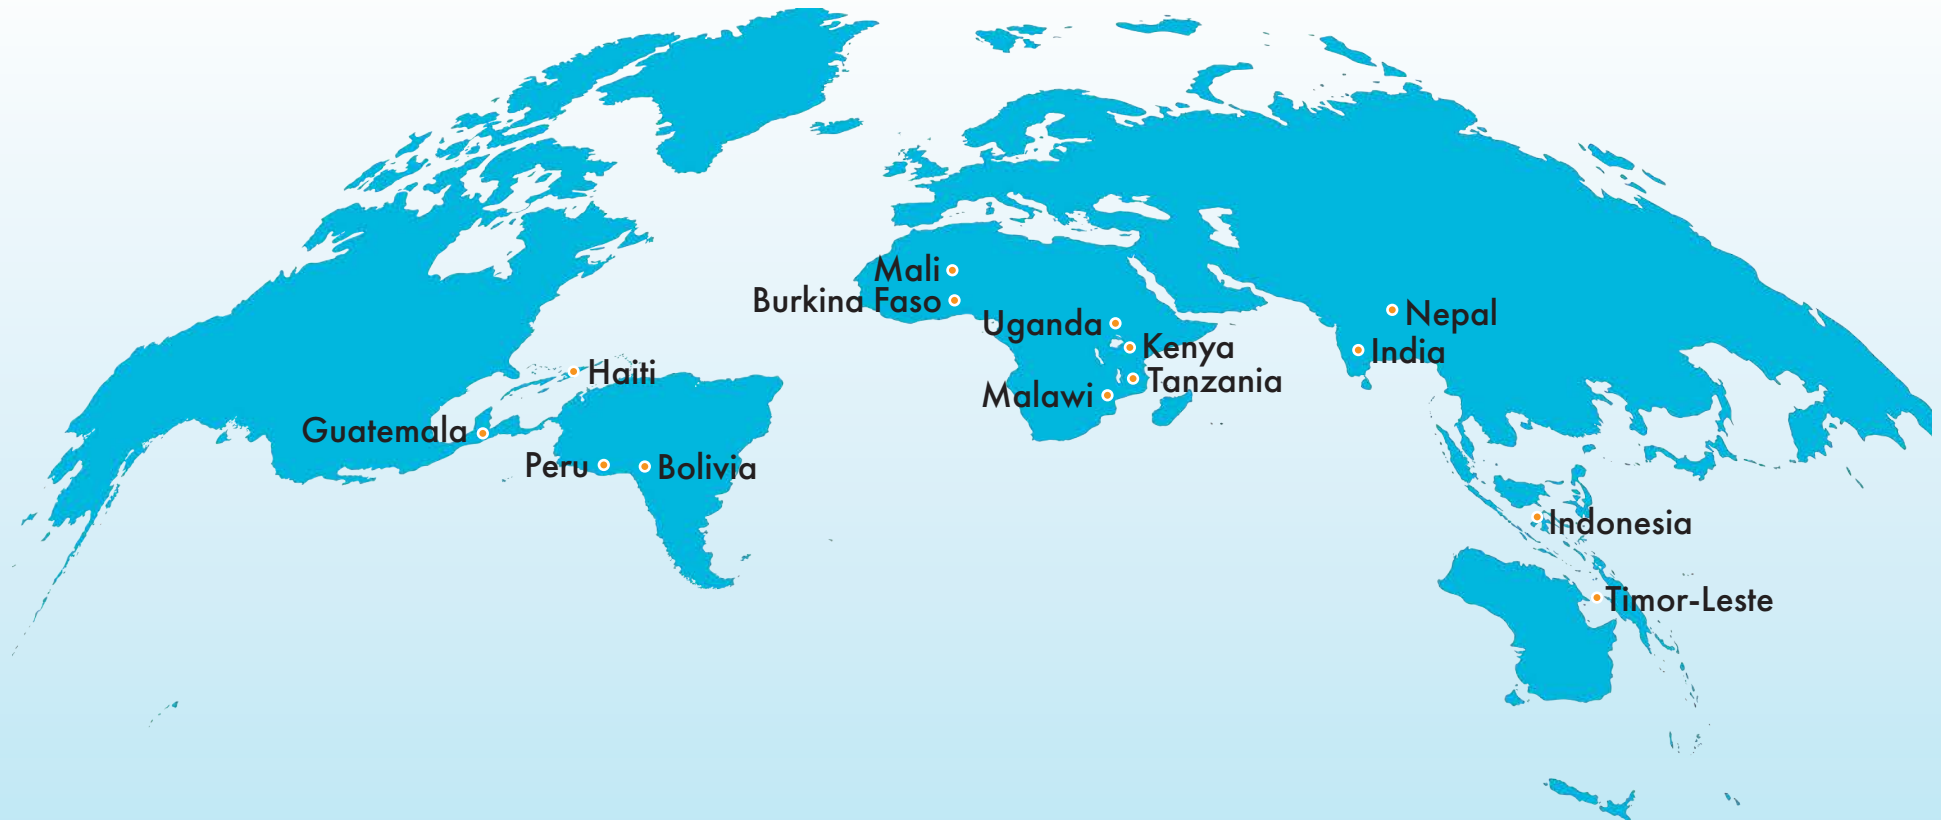 Mali
Burkina Faso
Uganda
Kenya
Tanzania
Malawi
Nepal
India
Haiti
Guatemala
Peru
Bolivia
Indonesia
Timor-Leste